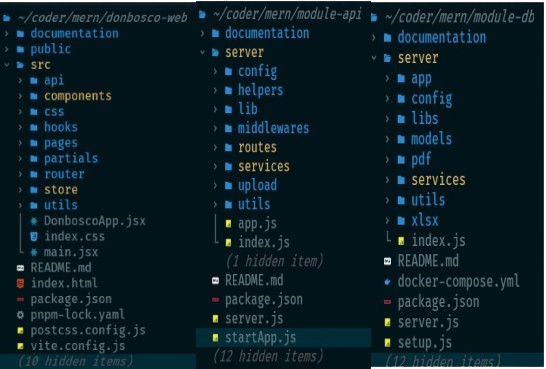 ~/coder/mern/donbosco-web
documentation
public
src
api
components
css
hooks
pages
partials
router
store
utils
DonboscoApp.jsx
index.css
main.jsx
README.md
index.html
package.json
pnpm-lock.yaml
postcss.config.js
vite.config.js
(10 hidden items)
~/coder/mern/module-api
documentation
server
config
helpers
lib
middlewares
routes
services
upload
utils
app.js
index.js
(1 hidden item)
README.md
package.json
server.js
startApp.js
(12 hidden items)
~/coder/mern/module-db
documentation
server
app
config
libs
models
pdf
services
utils
xlsx
index.js
README.md
docker-compose.yml
package.json
server.js
setup.js
(12 hidden items)